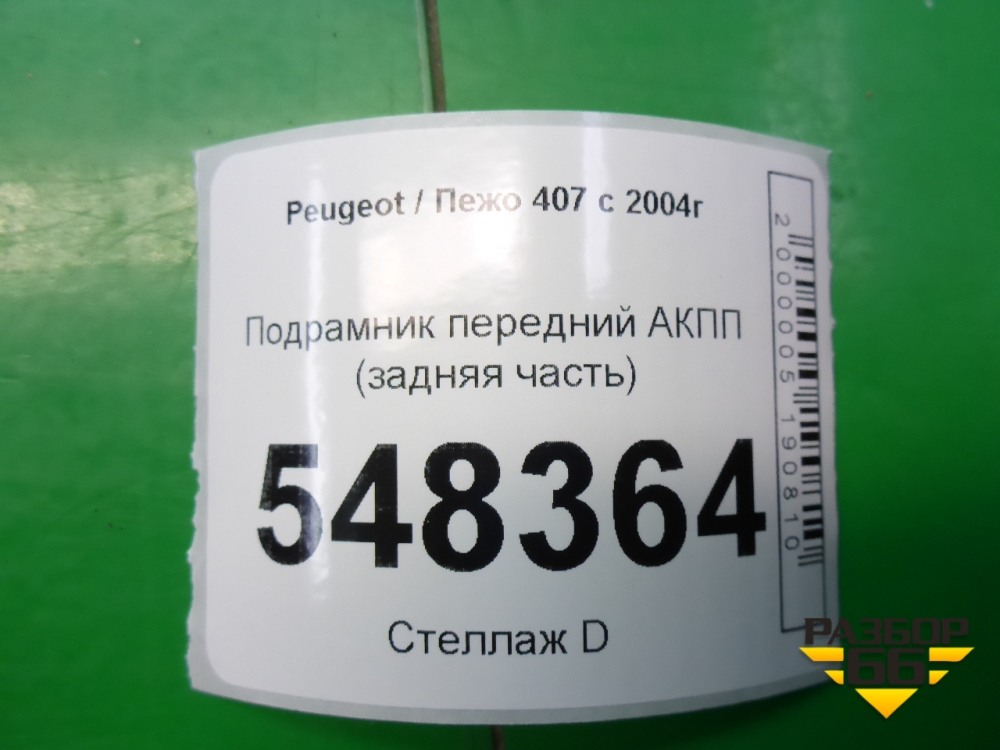 Peugeot / Пежо 407 с 2004г
Подрамник передний АКПП
(задняя часть)
548364
Стеллаж D
2000005190810
РАЗБОР
66